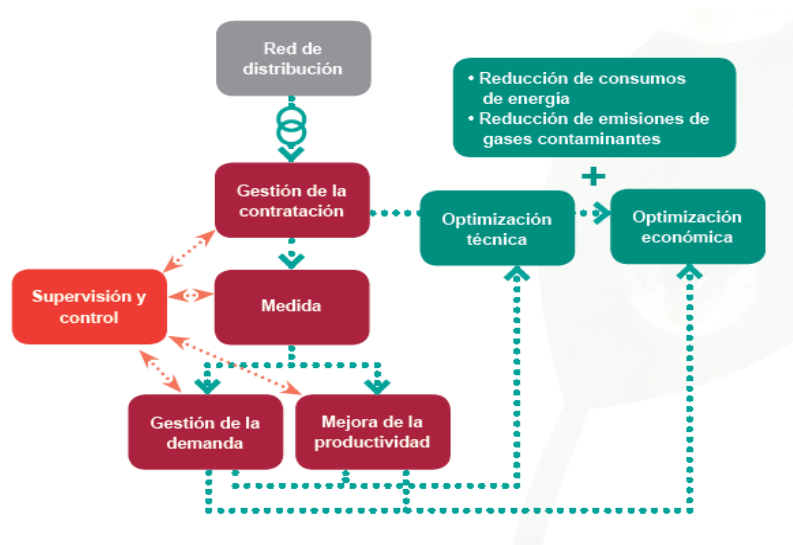 Red de
distribución
• Reducción de consumos
de energía
• Reducción de emisiones de
gases contaminantes
+
Gestión de la
contratación
Optimización
técnica
Optimización
económica
Supervisión y
control
Medida
Gestión de la
demanda
Mejora de la
productividad